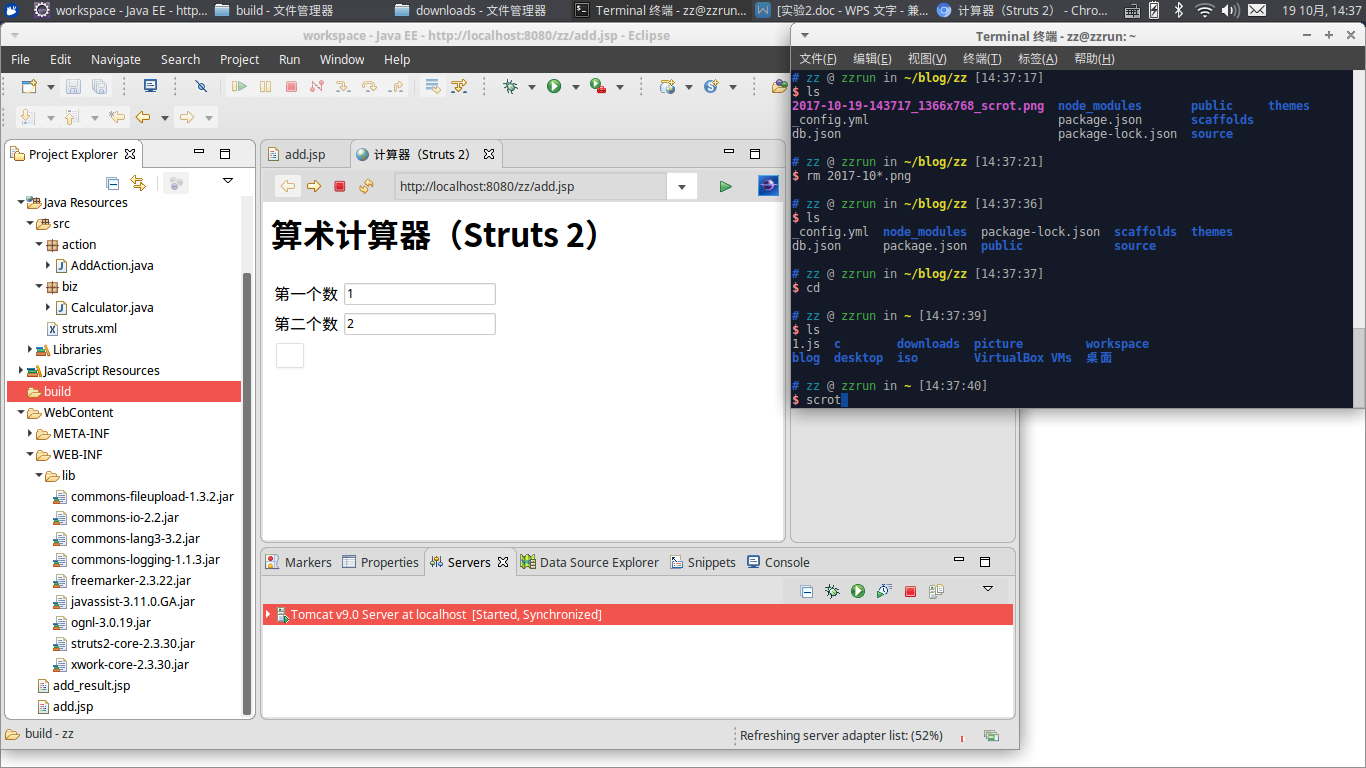 workspace - Java EE - http...
build - 文件管理器
downloads - 文件管理器
Terminal 终端 - zz@zzrun...
[实验2.doc - WPS 文字 - 兼...
计算器（Struts 2） - Chro...
19 10月, 14:37
workspace - Java EE - http://localhost:8080/zz/add.jsp - Eclipse
File Edit Navigate Search Project Run Window Help
Project Explorer
Java Resources
src
action
AddAction.java
biz
Calculator.java
struts.xml
Libraries
JavaScript Resources
build
WebContent
META-INF
WEB-INF
lib
commons-fileupload-1.3.2.jar
commons-io-2.2.jar
commons-lang3-3.2.jar
commons-logging-1.1.3.jar
freemarker-2.3.22.jar
javassist-3.11.0.GA.jar
ognl-3.0.19.jar
struts2-core-2.3.30.jar
xwork-core-2.3.30.jar
add_result.jsp
add.jsp
build - zz
add.jsp
计算器（Struts 2）
http://localhost:8080/zz/add.jsp
算术计算器（Struts 2）
第一个数 1
第二个数 2
Markers Properties Servers Data Source Explorer Snippets Console
Tomcat v9.0 Server at localhost [Started, Synchronized]
Refreshing server adapter list: (52%)
Terminal 终端 - zz@zzrun: ~
文件(F) 编辑(E) 视图(V) 终端(T) 标签(A) 帮助(H)
# zz @ zzrun in ~/blog/zz [14:37:17]
$ ls
2017-10-19-143717_1366x768_scrot.png node_modules public themes
_config.yml package.json scaffolds
db.json package-lock.json source
# zz @ zzrun in ~/blog/zz [14:37:21]
$ rm 2017-10*.png
# zz @ zzrun in ~/blog/zz [14:37:36]
$ ls
_config.yml node_modules package-lock.json scaffolds themes
db.json package.json public source
# zz @ zzrun in ~/blog/zz [14:37:37]
$ cd
# zz @ zzrun in ~ [14:37:39]
$ ls
1.js c downloads picture workspace
blog desktop iso VirtualBox VMs 桌面
# zz @ zzrun in ~ [14:37:40]
$ scrot